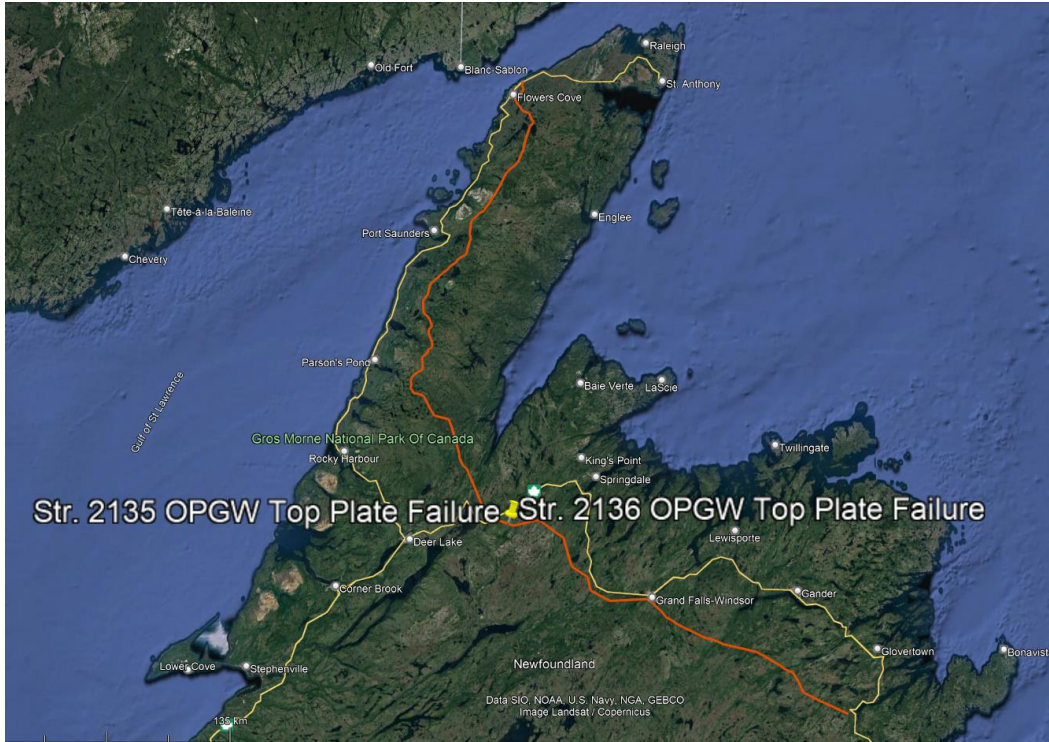 Raleigh
Old Fort
Blanc-Sablon
St. Anthony
Flowers Cove
Tête-à-la-Baleine
Englee
Port Saunders
Chevery
Parson's Pond
Baie Verte
LaScie
Gulf of St Lawrence
Gros Morne National Park Of Canada
Twillingate
Rocky Harbour
King's Point
Springdale
Str. 2135 OPGW Top Plate Failure
Str. 2136 OPGW Top Plate Failure
Lewisporte
Deer Lake
Corner Brook
Gander
Grand Falls-Windsor
Glovertown
Bonavist
Lower Cove
Stephenville
Newfoundland
Data SIO, NOAA, U.S. Navy, NGA, GEBCO
Image Landsat / Copernicus
135 km